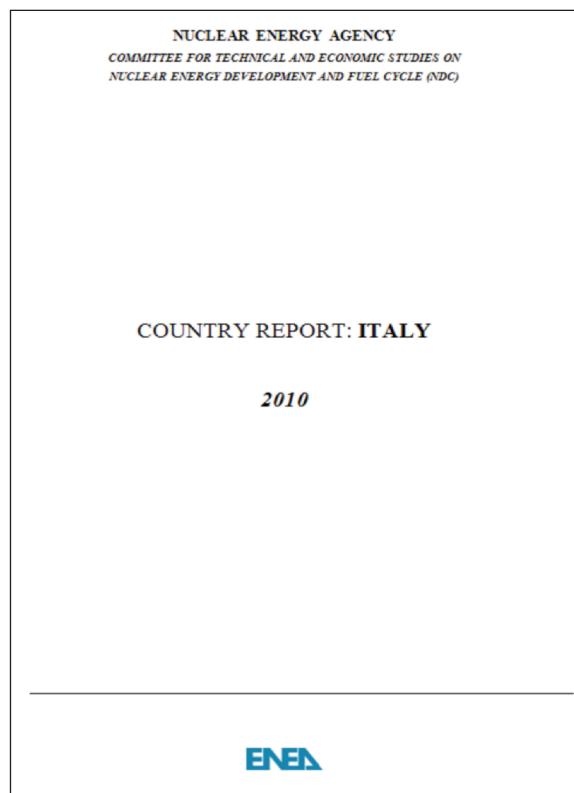 NUCLEAR ENERGY AGENCY
COMMITTEE FOR TECHNICAL AND ECONOMIC STUDIES ON
NUCLEAR ENERGY DEVELOPMENT AND FUEL CYCLE (NDC)
COUNTRY REPORT: ITALY
2010
ENEA